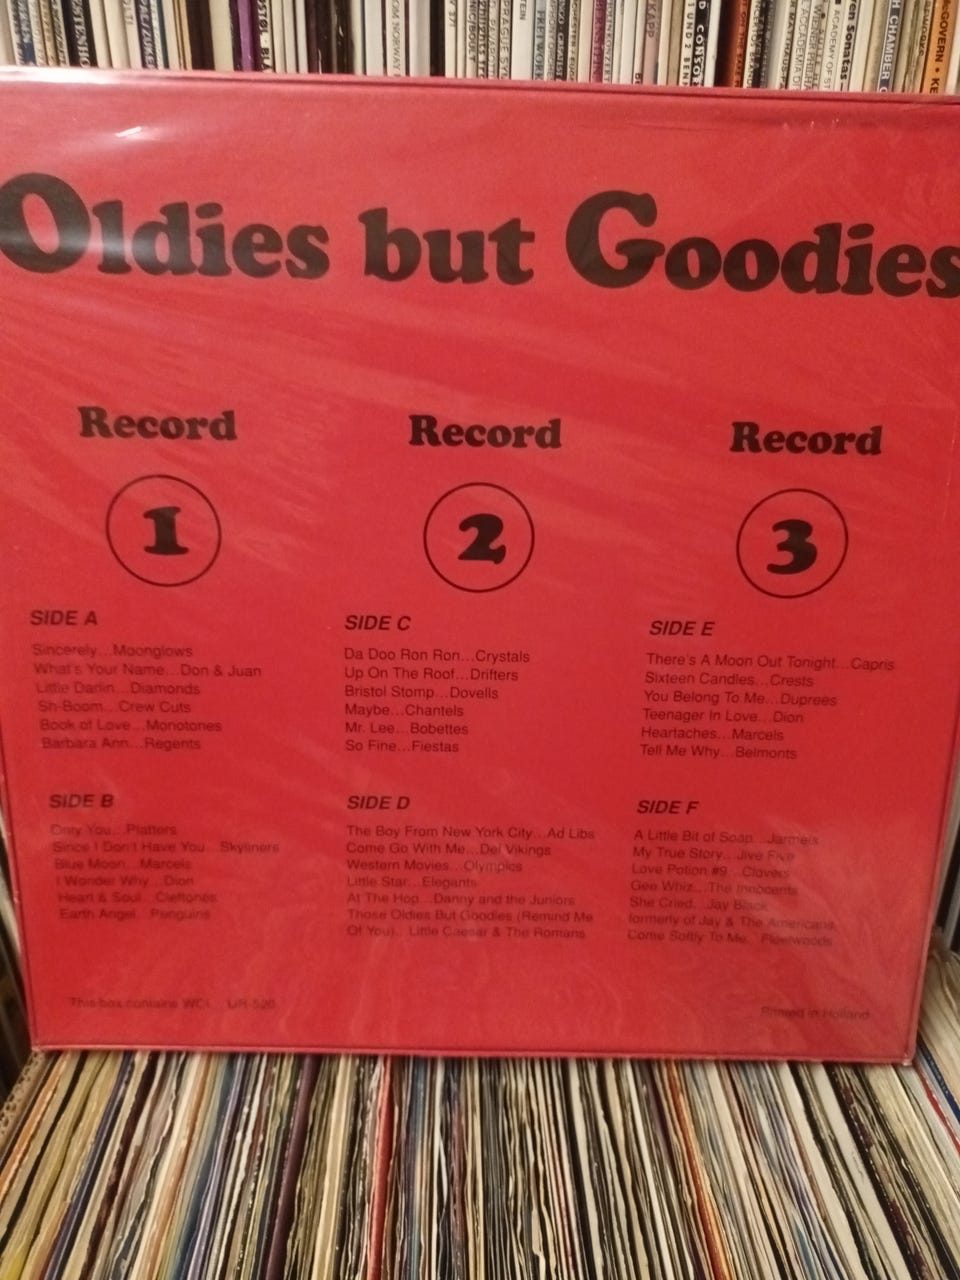 Oldies but Goodies
Record
1
SIDE A
Sincerely...Moonglows
What's Your Name...Don & Juan
Little Darlin...Diamonds
Sh-Boom...Crew Cuts
Book of Love...Monotones
Barbara Ann...Regents
SIDE B
Only You...Platters
Since I Don't Have You...Skyliners
Blue Moon...Marcels
I Wonder Why...Dion
Heart & Soul...Cleftones
Earth Angel...Penguins
Record
2
SIDE C
Da Doo Ron Ron...Crystals
Up On The Roof...Drifters
Bristol Stomp...Dovells
Maybe...Chantels
Mr. Lee...Bobettes
So Fine...Fiestas
SIDE D
The Boy From New York City...Ad Libs
Come Go With Me...Del Vikings
Western Movies...Olympics
Little Star...Elegants
At The Hop...Danny and the Juniors
Those Oldies But Goodies (Remind Me
Of You)...Little Caesar & The Romans
Record
3
SIDE E
There's A Moon Out Tonight...Capris
Sixteen Candles...Crests
You Belong To Me...Duprees
Teenager In Love...Dion
Heartaches...Marcels
Tell Me Why...Belmonts
SIDE F
A Little Bit of Soap...Jarmels
My True Story...Jive Five
Love Potion #9...Clovers
Gee Whiz...The Innocents
She Cried...Jay Black
formerly of Jay & The Americans
Come Softly To Me...Fleetwoods
This box contains UR-520
Printed in Holland